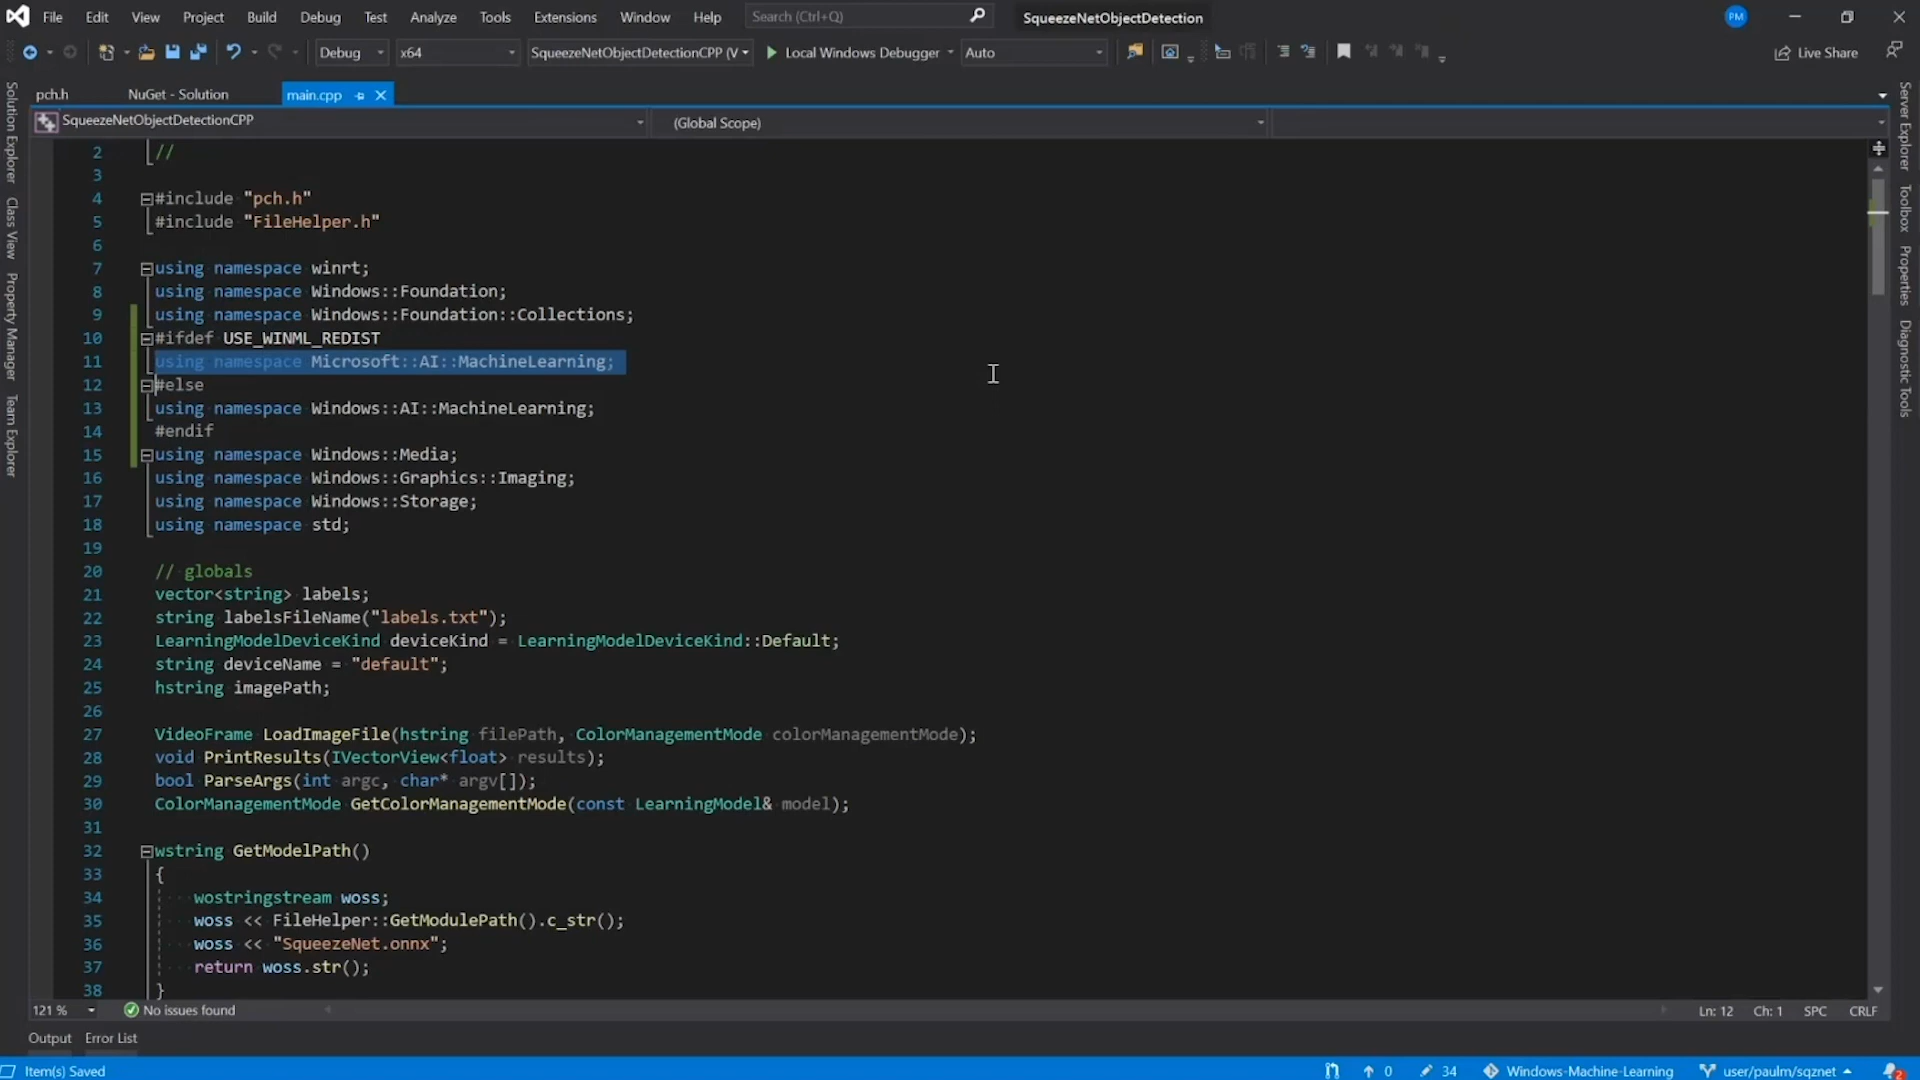 File Edit View Project Build Debug Test Analyze Tools Extensions Window Help Search (Ctrl+Q) SqueezeNetObjectDetection PM
Debug x64 SqueezeNetObjectDetectionCPP (V Local Windows Debugger Auto Live Share
pch.h NuGet - Solution main.cpp
SqueezeNetObjectDetectionCPP (Global Scope)
Solution Explorer
Class View
Property Manager
Team Explorer
2 //
3
4 #include "pch.h"
5 #include "FileHelper.h"
6
7 using namespace winrt;
8 using namespace Windows::Foundation;
9 using namespace Windows::Foundation::Collections;
10 #ifdef USE_WINML_REDIST
11 using namespace Microsoft::AI::MachineLearning;
12 #else
13 using namespace Windows::AI::MachineLearning;
14 #endif
15 using namespace Windows::Media;
16 using namespace Windows::Graphics::Imaging;
17 using namespace Windows::Storage;
18 using namespace std;
19
20 // globals
21 vector<string> labels;
22 string labelsFileName("labels.txt");
23 LearningModelDeviceKind deviceKind = LearningModelDeviceKind::Default;
24 string deviceName = "default";
25 hstring imagePath;
26
27 VideoFrame LoadImageFile(hstring filePath, ColorManagementMode colorManagementMode);
28 void PrintResults(IVectorView<float> results);
29 bool ParseArgs(int argc, char* argv[]);
30 ColorManagementMode GetColorManagementMode(const LearningModel& model);
31
32 wstring GetModelPath()
33 {
34 wostringstream woss;
35 woss << FileHelper::GetModulePath().c_str();
36 woss << "SqueezeNet.onnx";
37 return woss.str();
38 }
Server Explorer
Toolbox
Properties
Diagnostic Tools
121 % No issues found Ln: 12 Ch: 1 SPC CRLF
Output Error List
Item(s) Saved 0 34 Windows-Machine-Learning user/paulm/sqznet 2